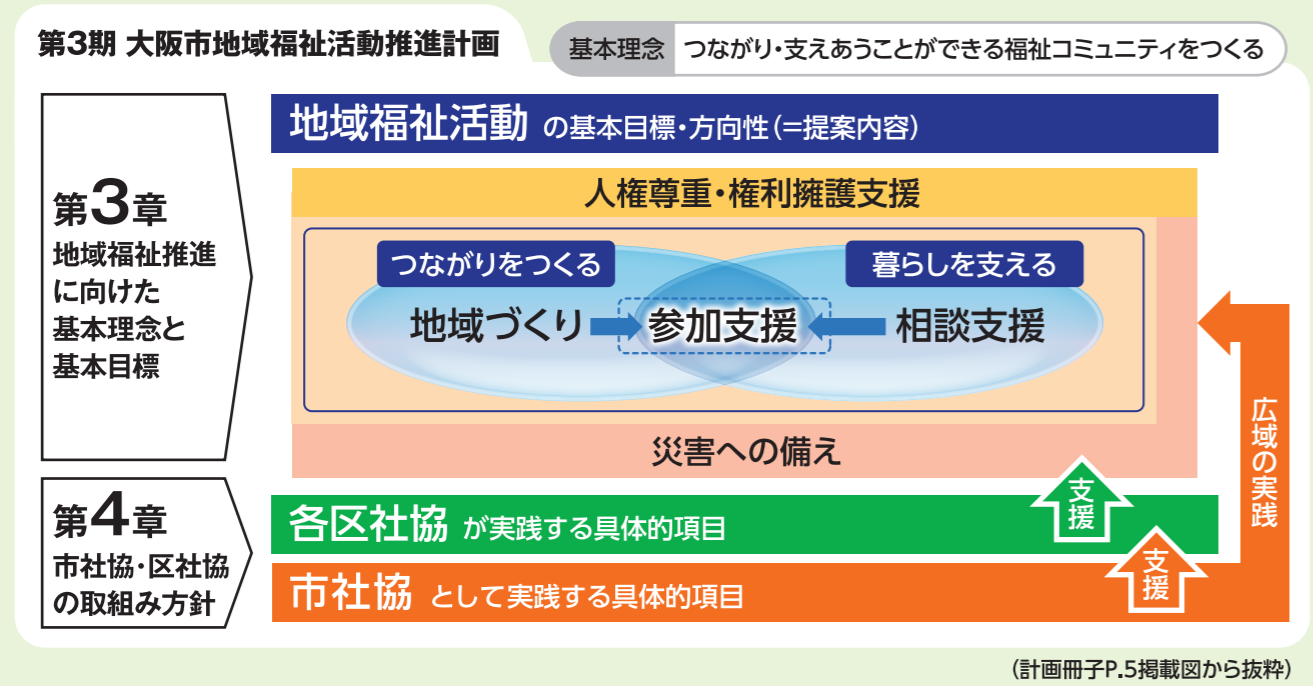 第3期 大阪市地域福祉活動推進計画
基本理念 つながり・支えあうことができる福祉コミュニティをつくる
第3章
地域福祉推進
に向けた
基本理念と
基本目標
地域福祉活動 の基本目標・方向性(=提案内容)
人権尊重・権利擁護支援
つながりをつくる
暮らしを支える
地域づくり
参加支援
相談支援
災害への備え
広域の実践
第4章
市社協・区社協
の取組み方針
各区社協 が実践する具体的項目
支援
市社協 として実践する具体的項目
支援
(計画冊子P.5掲載図から抜粋)